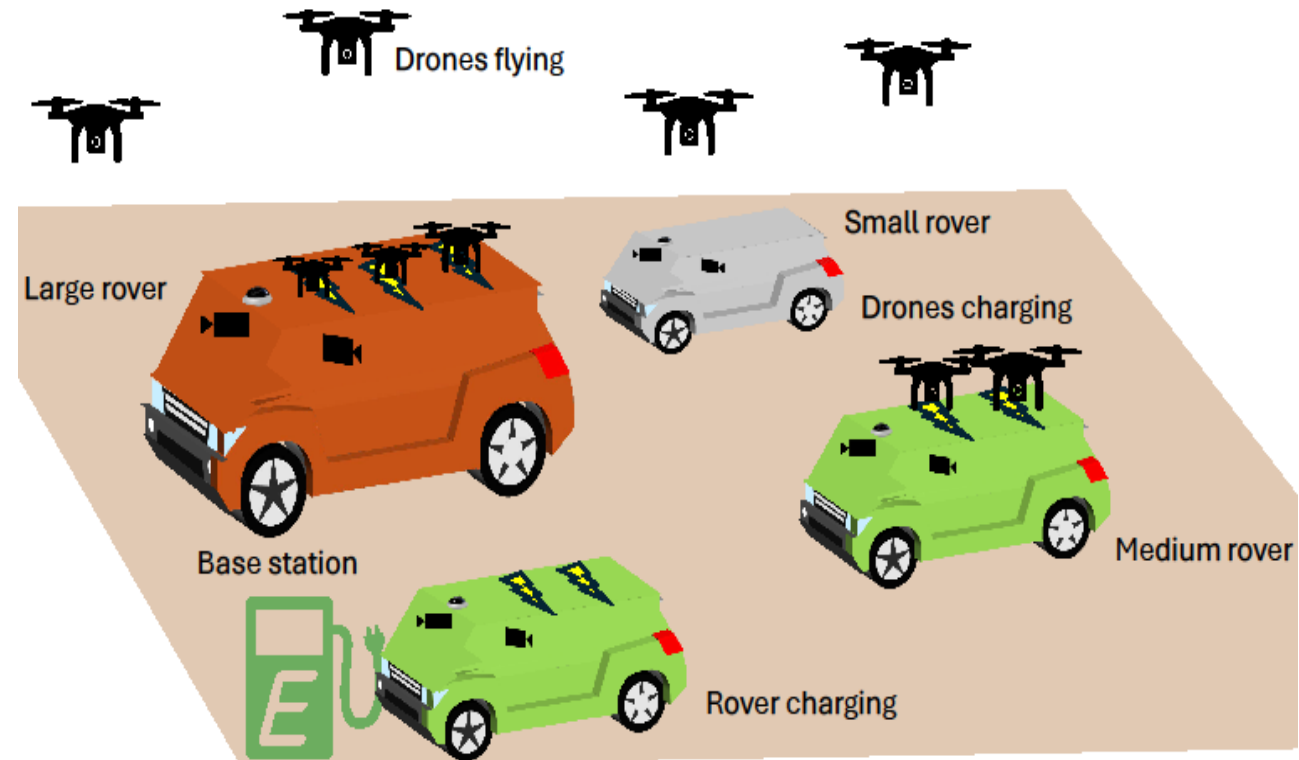 Drones flying
Small rover
Large rover
Drones charging
Base station
Medium rover
E
Rover charging